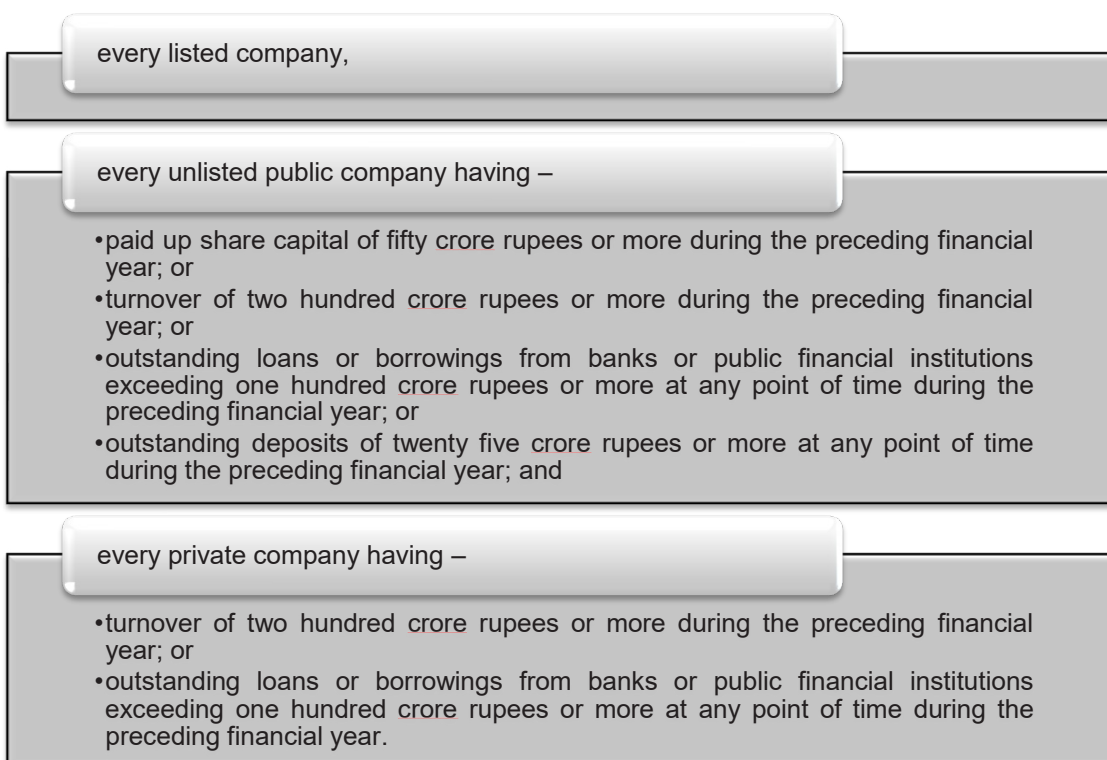 every listed company,
every unlisted public company having –
•paid up share capital of fifty crore rupees or more during the preceding financial
year; or
•turnover of two hundred crore rupees or more during the preceding financial
year; or
•outstanding loans or borrowings from banks or public financial institutions
exceeding one hundred crore rupees or more at any point of time during the
preceding financial year; or
•outstanding deposits of twenty five crore rupees or more at any point of time
during the preceding financial year; and
every private company having –
•turnover of two hundred crore rupees or more during the preceding financial
year; or
•outstanding loans or borrowings from banks or public financial institutions
exceeding one hundred crore rupees or more at any point of time during the
preceding financial year.